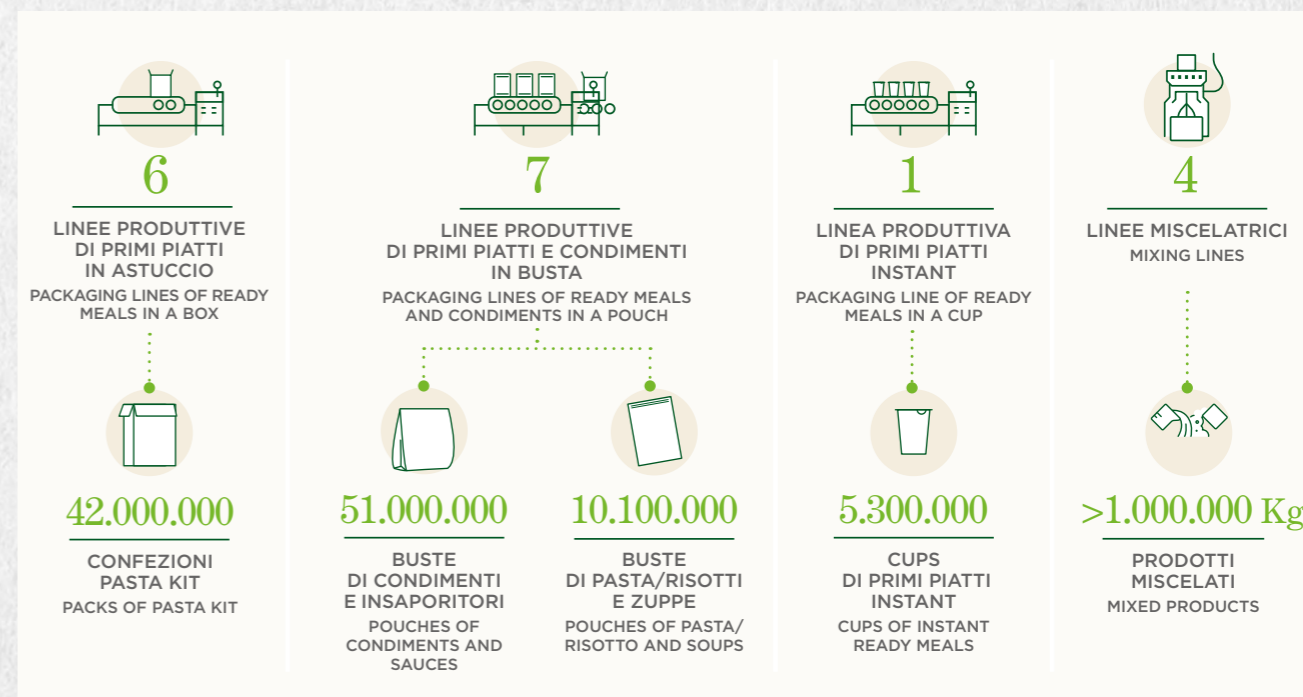 6
LINEE PRODUTTIVE
DI PRIMI PIATTI
IN ASTUCCIO
PACKAGING LINES OF READY
MEALS IN A BOX
42.000.000
CONFEZIONI
PASTA KIT
PACKS OF PASTA KIT
7
LINEE PRODUTTIVE
DI PRIMI PIATTI E CONDIMENTI
IN BUSTA
PACKAGING LINES OF READY MEALS
AND CONDIMENTS IN A POUCH
51.000.000
BUSTE
DI CONDIMENTI
E INSAPORITORI
POUCHES OF
CONDIMENTS AND
SAUCES
10.100.000
BUSTE
DI PASTA/RISOTTI
E ZUPPE
POUCHES OF PASTA/
RISOTTO AND SOUPS
1
LINEA PRODUTTIVA
DI PRIMI PIATTI
INSTANT
PACKAGING LINE OF READY
MEALS IN A CUP
5.300.000
CUPS
DI PRIMI PIATTI
INSTANT
CUPS OF INSTANT
READY MEALS
4
LINEE MISCELATRICI
MIXING LINES
>1.000.000 Kg
PRODOTTI
MISCELATI
MIXED PRODUCTS